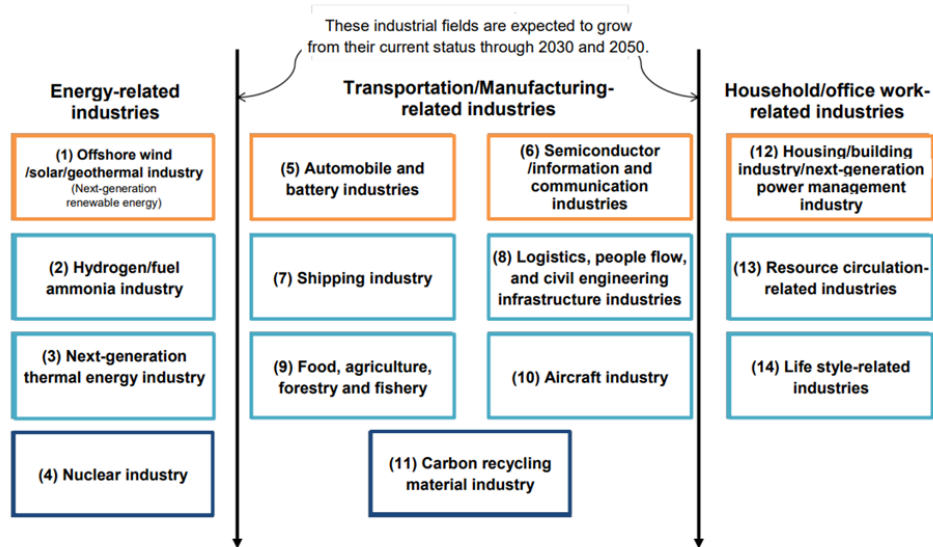 These industrial fields are expected to grow
from their current status through 2030 and 2050.
Energy-related
industries
Transportation/Manufacturing-
related industries
Household/office work-
related industries
(1) Offshore wind
/solar/geothermal industry
(Next-generation
renewable energy)
(5) Automobile and
battery industries
(6) Semiconductor
/information and
communication
industries
(12) Housing/building
industry/next-generation
power management
industry
(2) Hydrogen/fuel
ammonia industry
(7) Shipping industry
(8) Logistics, people flow,
and civil engineering
infrastructure industries
(13) Resource circulation-
related industries
(3) Next-generation
thermal energy industry
(9) Food, agriculture,
forestry and fishery
(10) Aircraft industry
(14) Life style-related
industries
(4) Nuclear industry
(11) Carbon recycling
material industry